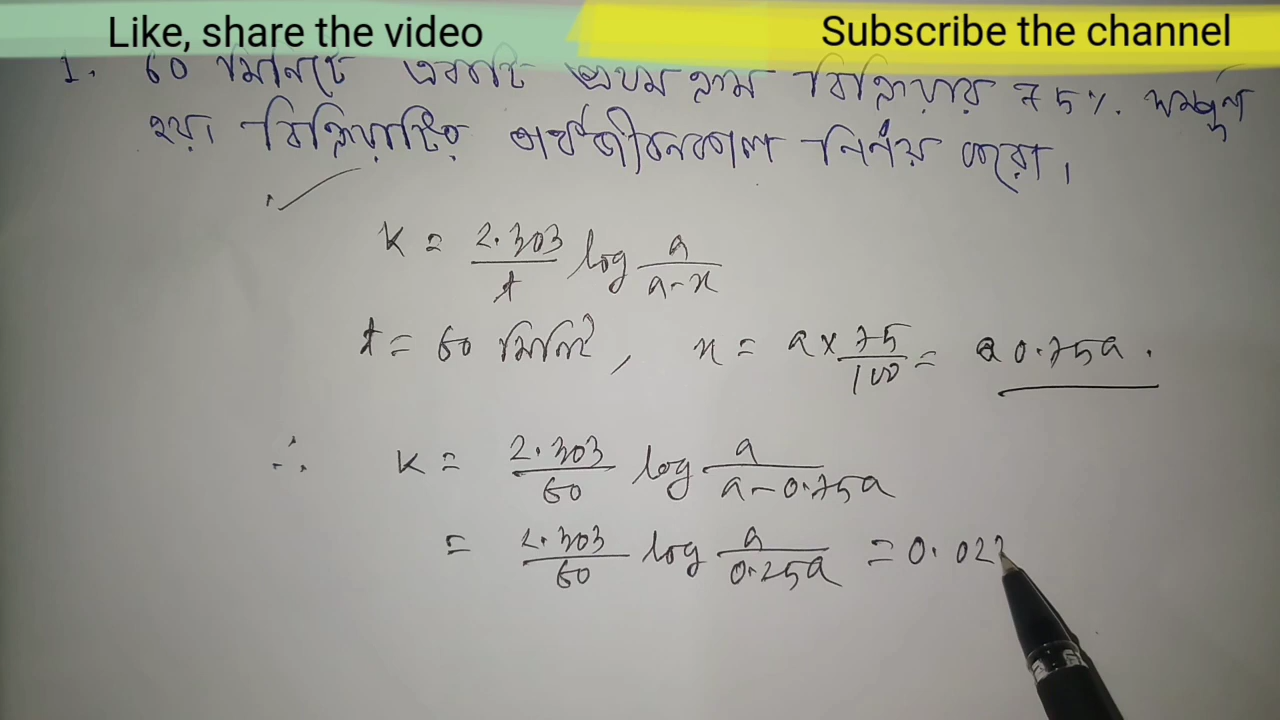 Like, share the video
Subscribe the channel
1. 60 মিনিটে একটি প্রথম ক্রম বিক্রিয়ার 75%. সম্পূর্ণ
হয়। বিক্রিয়াটির অর্ধজীবনকাল নির্ণয় করো।
K = 2.303/t log a/a-x
t = 60 মিনিট, x = a × 75/100 = 0.75a.
∴ K = 2.303/60 log a/a-0.75a
= 2.303/60 log a/0.25a = 0.023